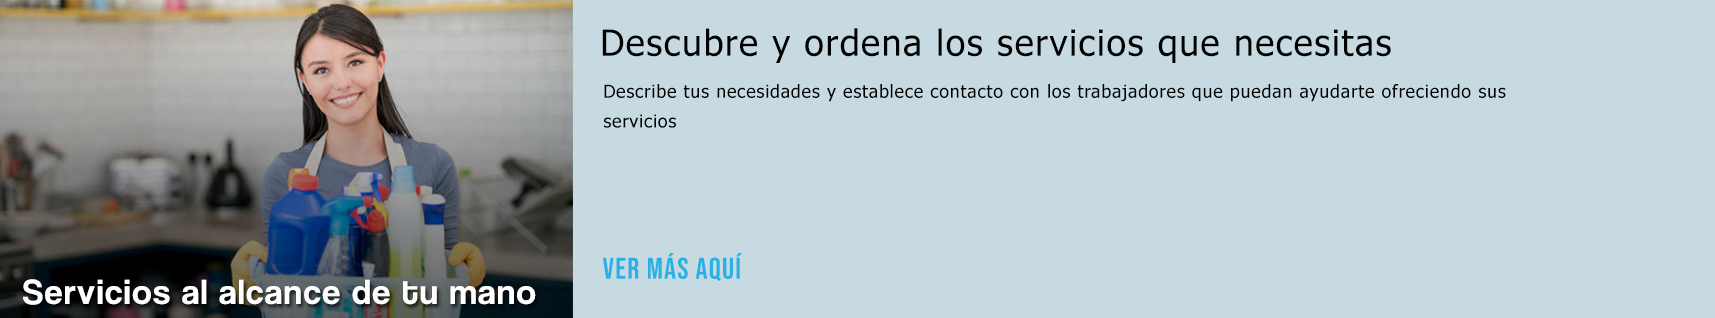 Descubre y ordena los servicios que necesitas
Describe tus necesidades y establece contacto con los trabajadores que puedan ayudarte ofreciendo sus
servicios
VER MÁS AQUÍ
Servicios al alcance de tu mano